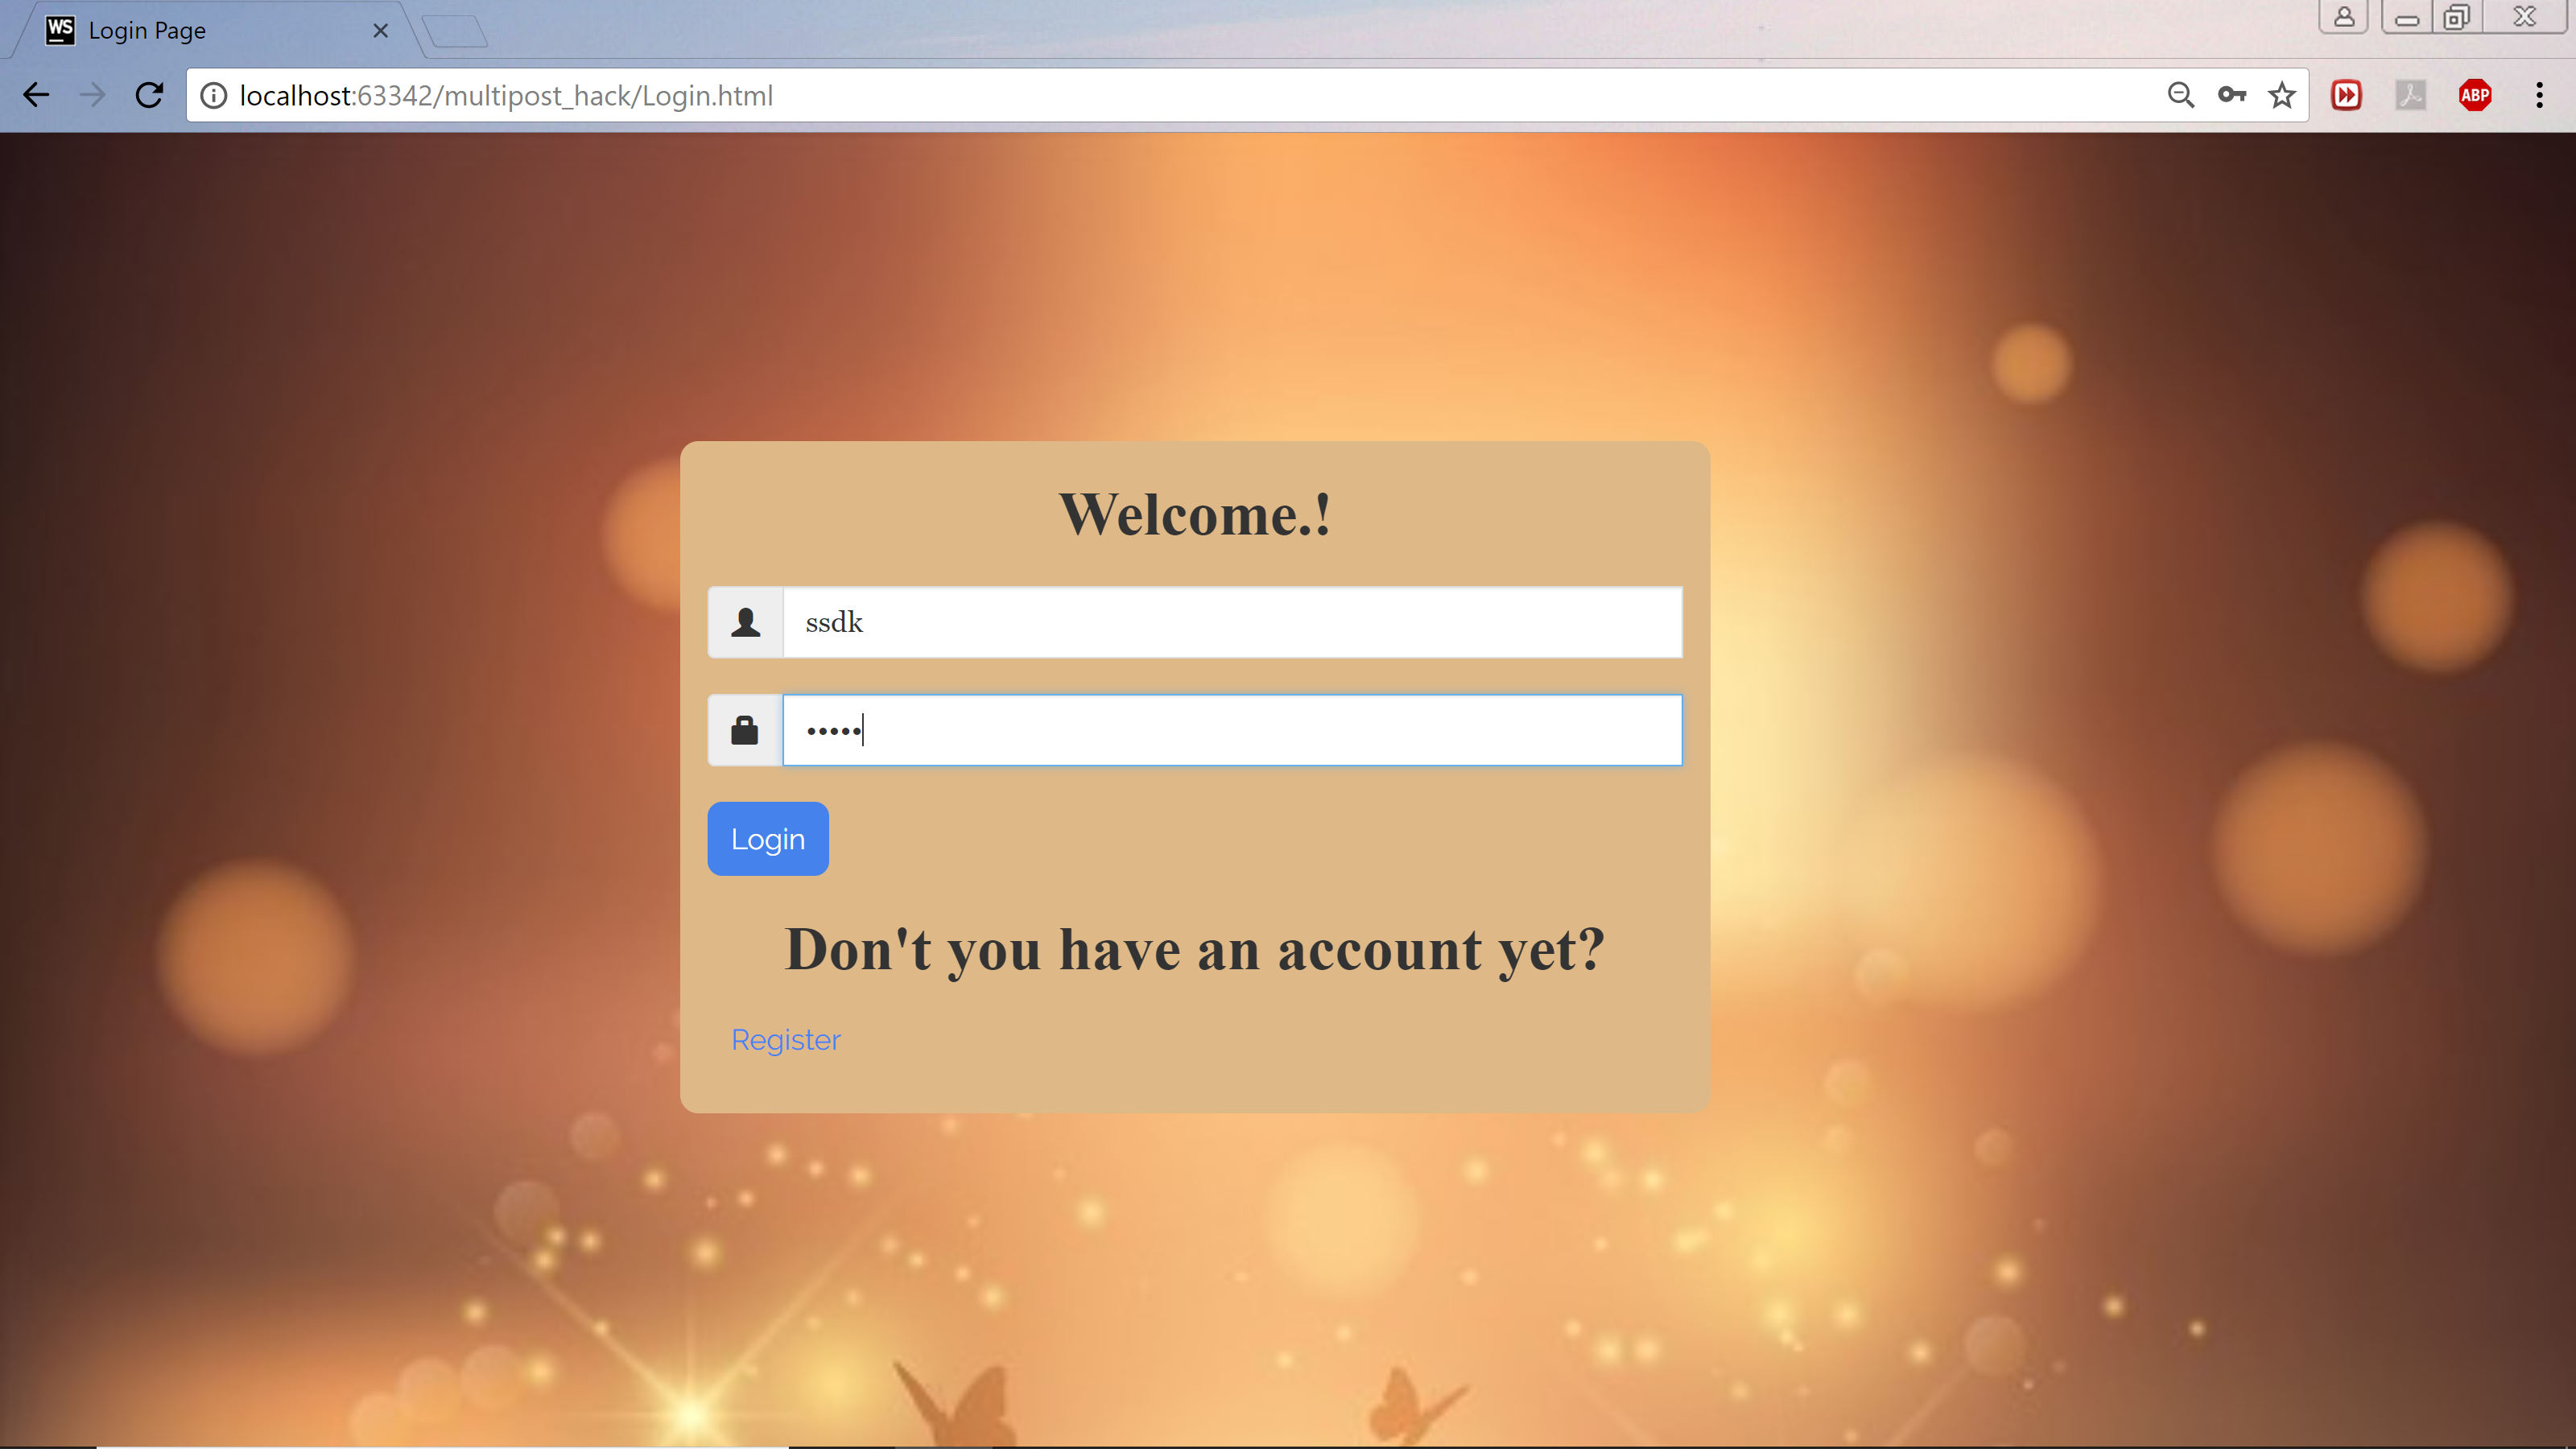 WS Login Page
localhost:63342/multipost_hack/Login.html
ABP
Welcome.!
ssdk
•••••
Login
Don't you have an account yet?
Register